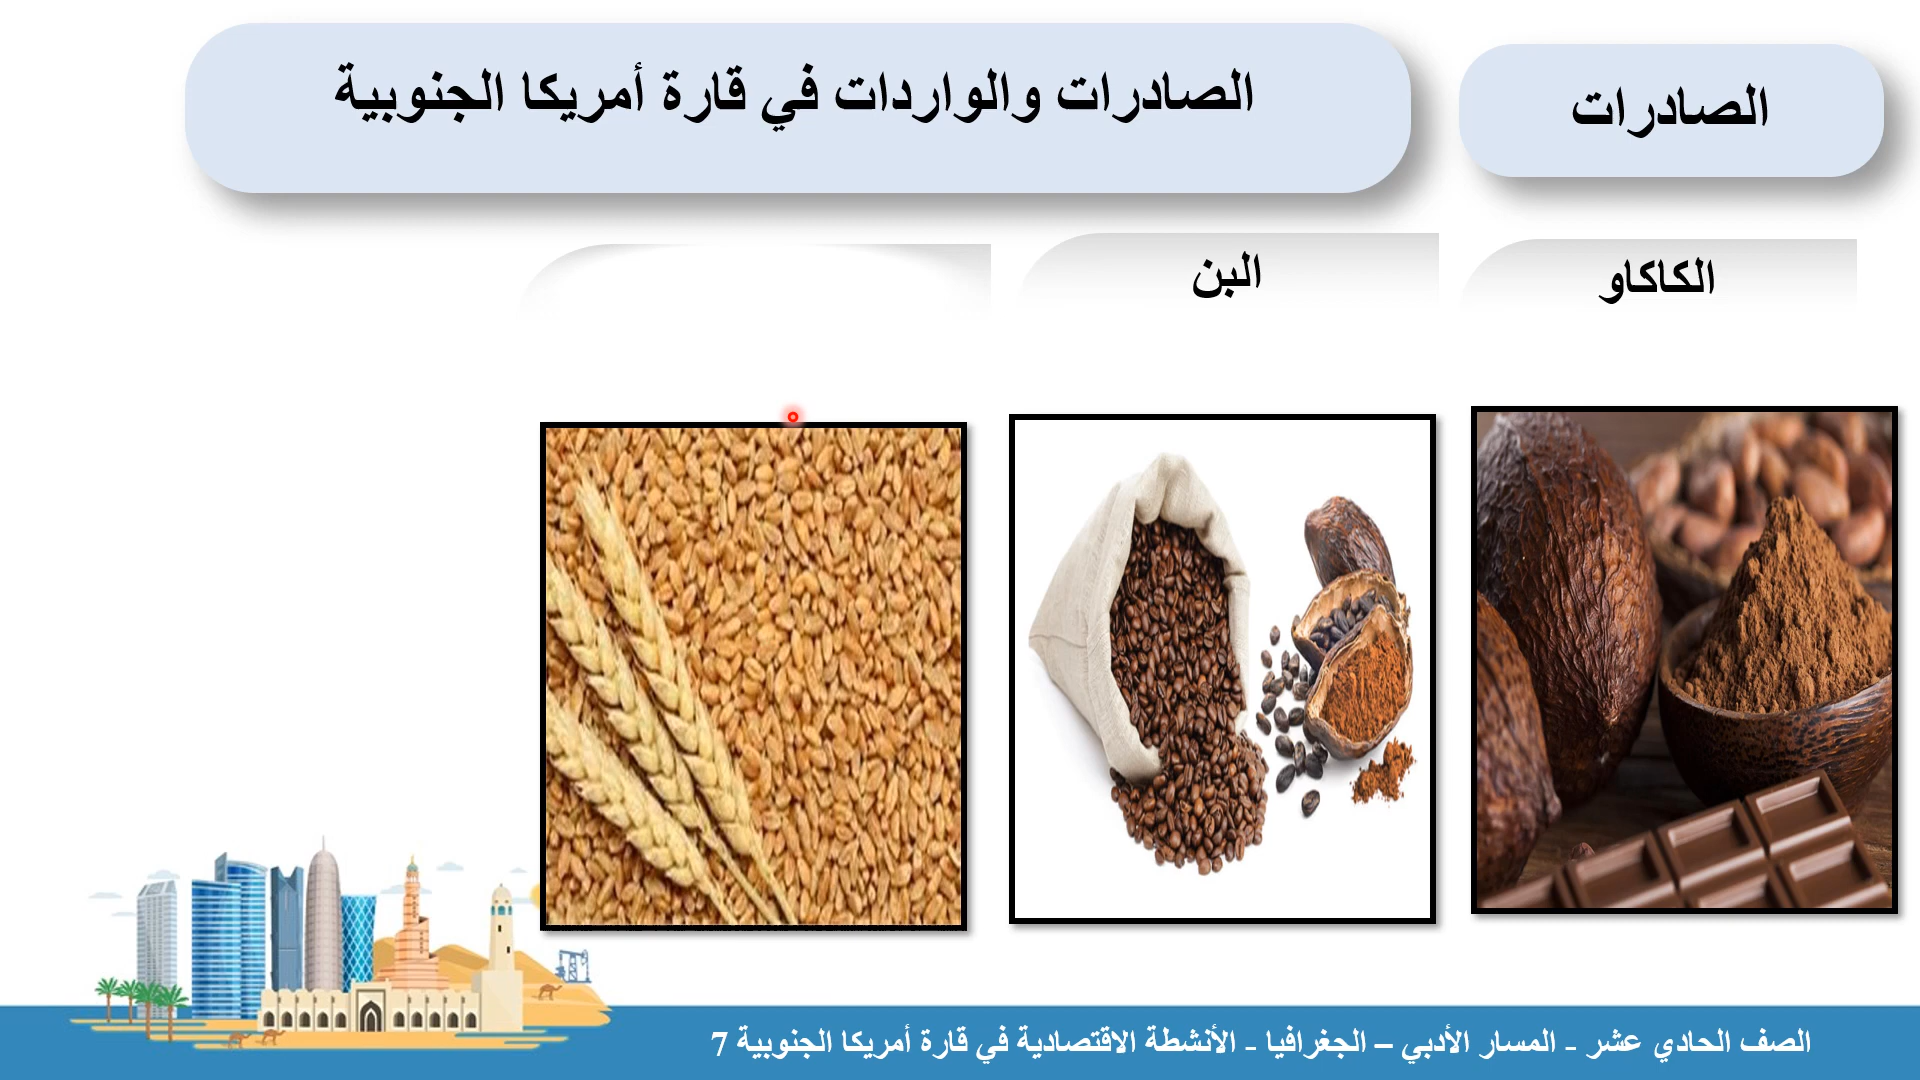 الصادرات
الصادرات والواردات في قارة أمريكا الجنوبية
الكاكاو
البن
الصف الحادي عشر - المسار الأدبي – الجغرافيا - الأنشطة الاقتصادية في قارة أمريكا الجنوبية 7